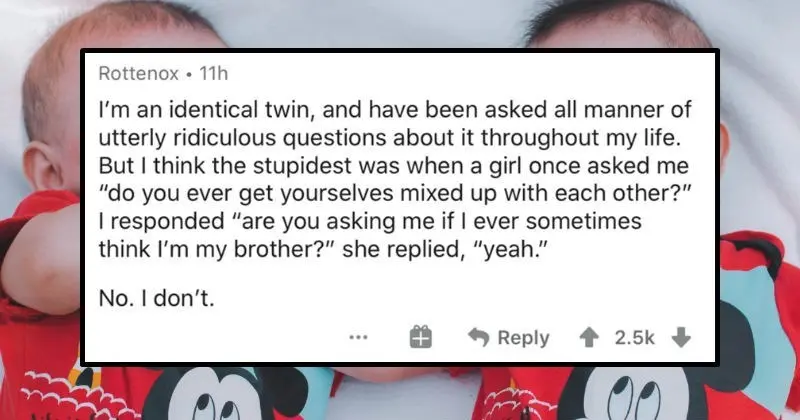 Rottenox • 11h
I’m an identical twin, and have been asked all manner of
utterly ridiculous questions about it throughout my life.
But I think the stupidest was when a girl once asked me
“do you ever get yourselves mixed up with each other?”
I responded “are you asking me if I ever sometimes
think I’m my brother?” she replied, “yeah.”
No. I don’t.
Reply 2.5k